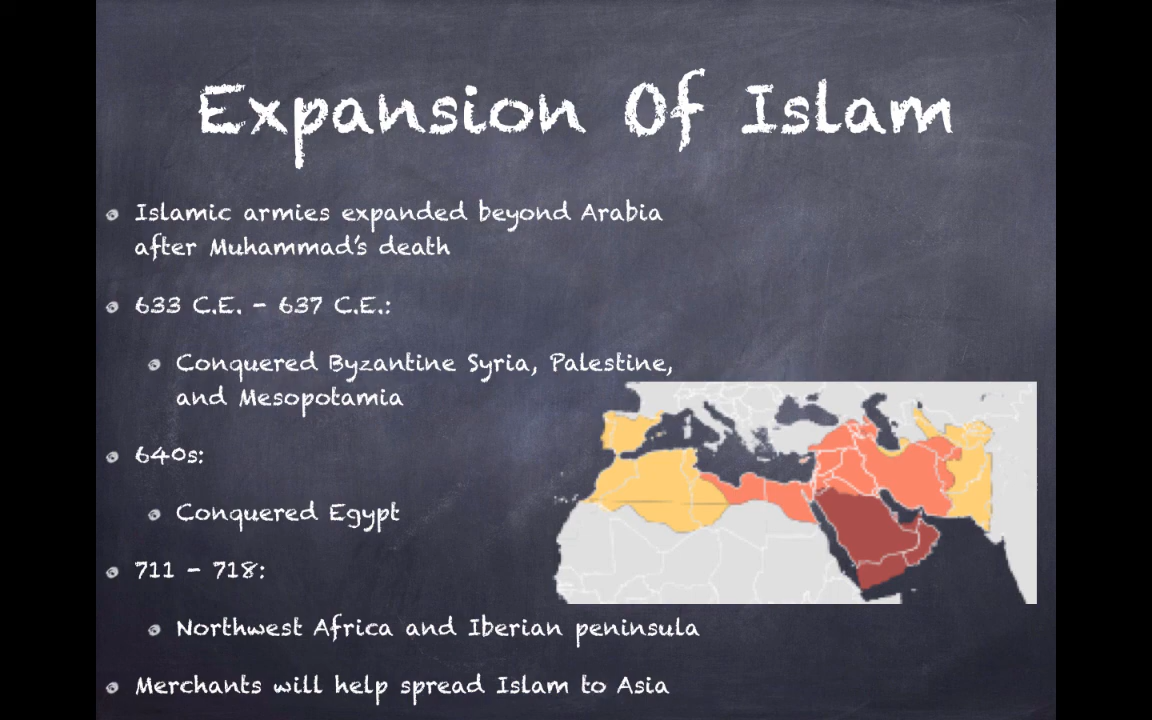 Expansion Of Islam
Islamic armies expanded beyond Arabia
after Muhammad's death
633 C.E. - 637 C.E.:
Conquered Byzantine Syria, Palestine,
and Mesopotamia
640s:
Conquered Egypt
711 - 718:
Northwest Africa and Iberian peninsula
Merchants will help spread Islam to Asia